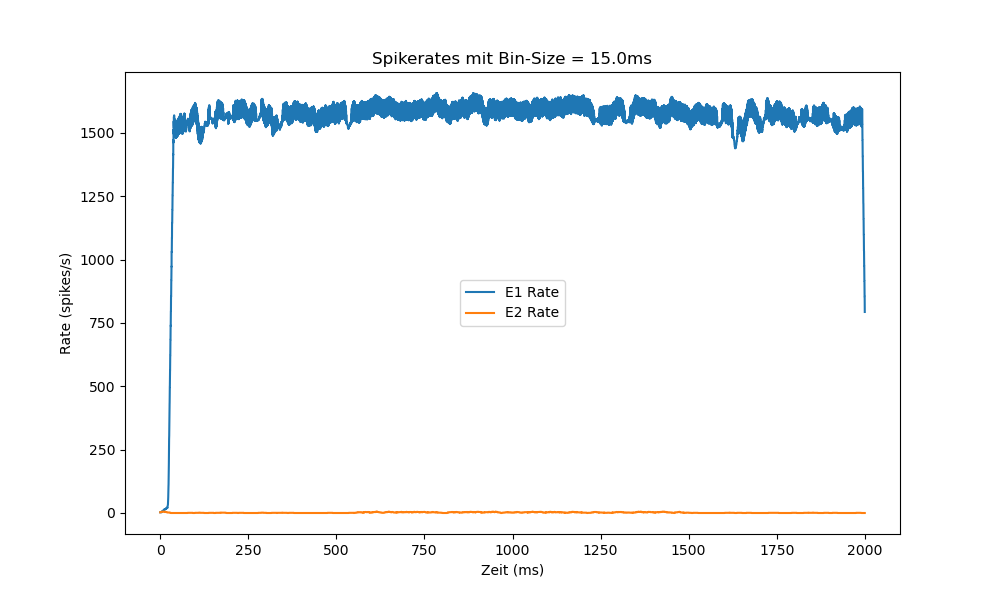 Spikerates mit Bin-Size = 15.0ms
Rate (spikes/s)
1500
1250
1000
750
500
250
0
E1 Rate
E2 Rate
0 250 500 750 1000 1250 1500 1750 2000
Zeit (ms)